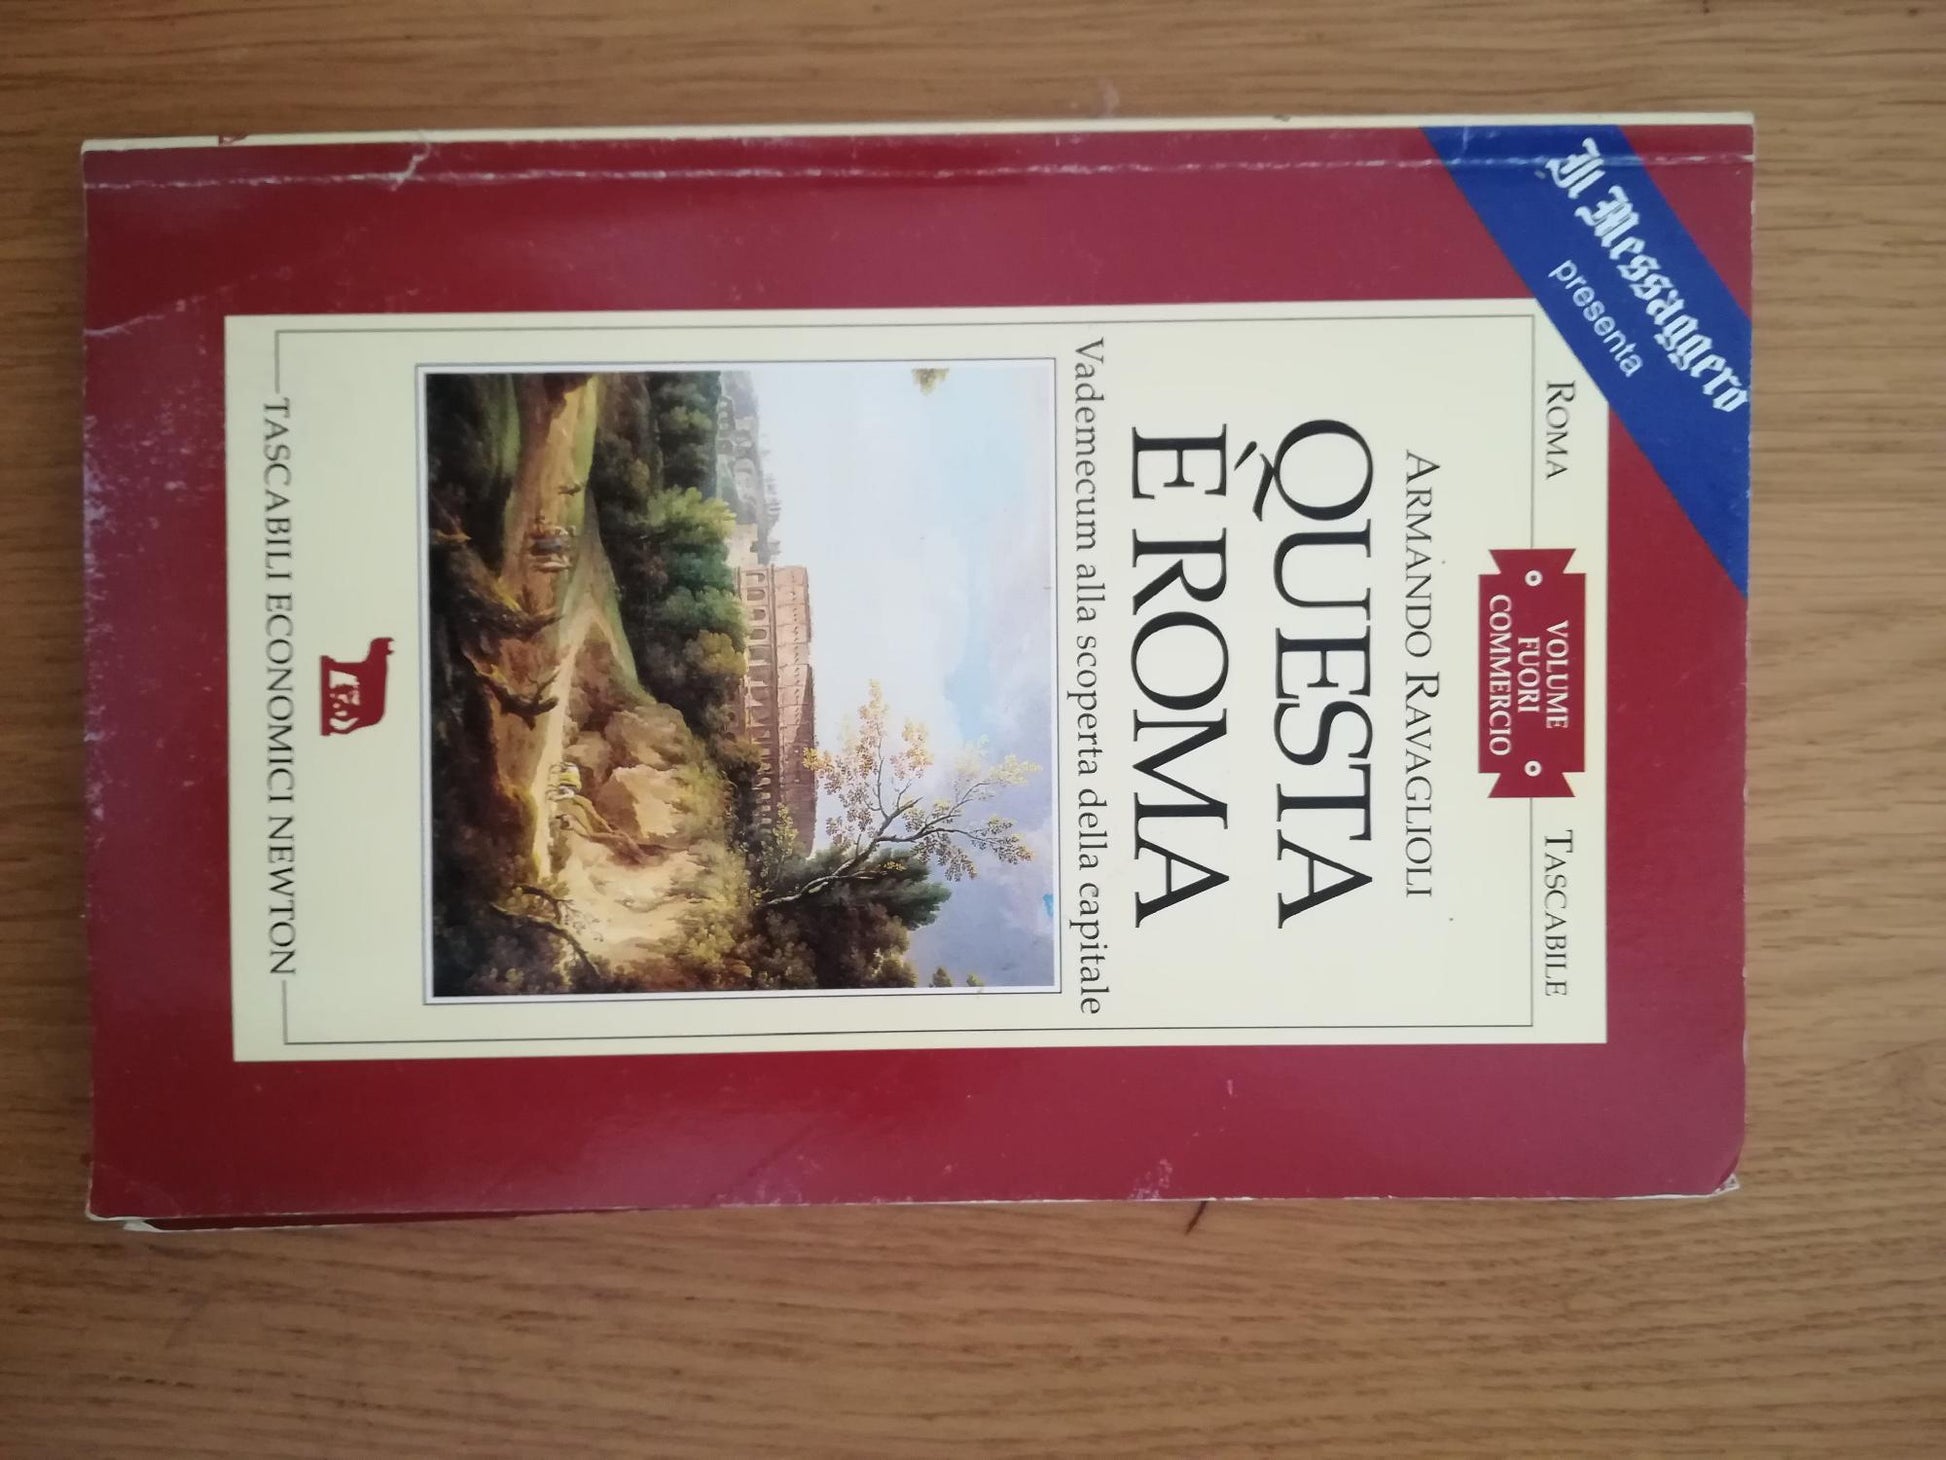 Il Messaggero
presenta
ROMA
VOLUME
FUORI
COMMERCIO
TASCABILE
ARMANDO RAVAGLIOLI
QUESTA
È ROMA
Vademecum alla scoperta della capitale
TASCABILI ECONOMICI NEWTON